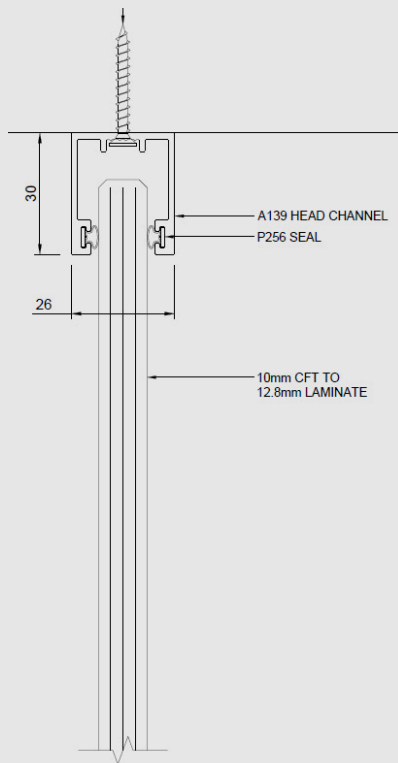 30
A139 HEAD CHANNEL
P256 SEAL
26
10mm CFT TO
12.8mm LAMINATE